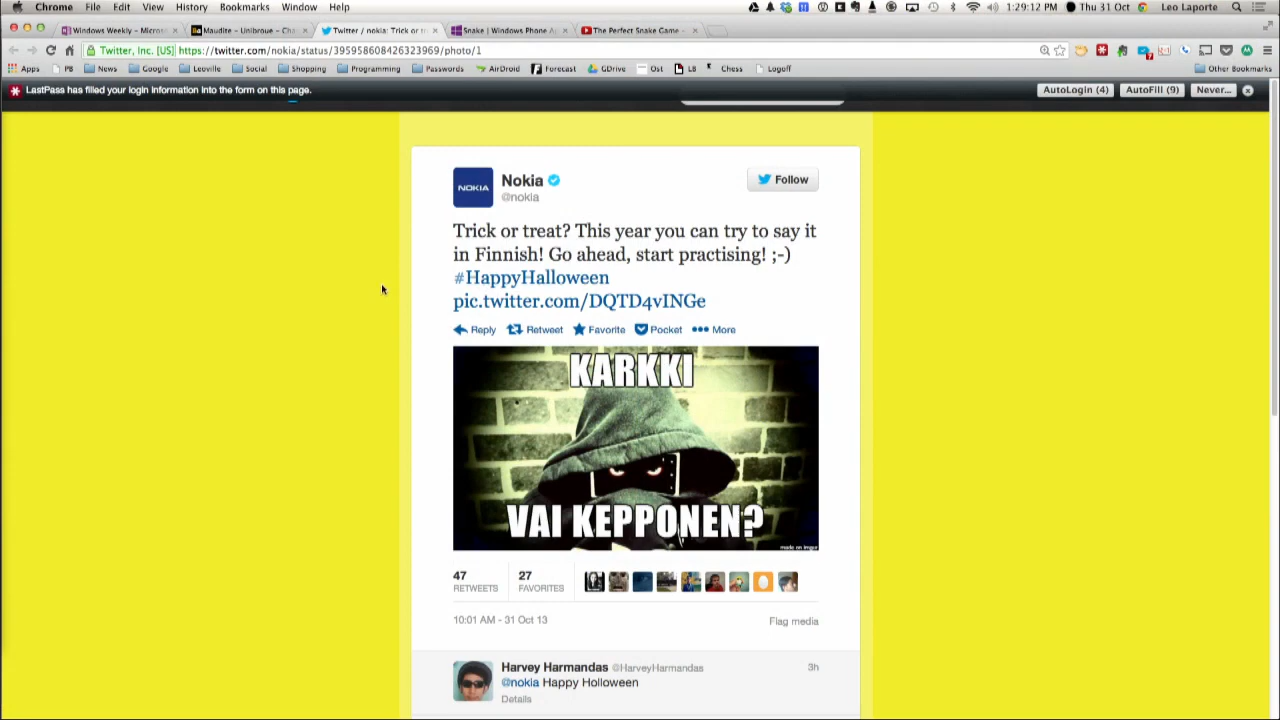 Chrome File Edit View History Bookmarks Window Help 1:29:12 PM Thu 31 Oct Leo Laporte
Windows Weekly - Micros Maudite - Unibroue - Cha Twitter / nokia: Trick or tr Snake | Windows Phone Ap The Perfect Snake Game -
Twitter, Inc. [US] https://twitter.com/nokia/status/395958608426323969/photo/1
Apps PB News Google Leoville Social Shopping Programming Passwords AirDroid Forecast GDrive Ost LB Chess Logoff Other Bookmarks
LastPass has filled your login information into the form on this page. AutoLogin (4) AutoFill (9) Never...
NOKIA
Nokia
@nokia
Follow
Trick or treat? This year you can try to say it
in Finnish! Go ahead, start practising! ;-)
#HappyHalloween
pic.twitter.com/DQTD4vINGe
Reply Retweet Favorite Pocket More
KARKKI
VAI KEPPONEN?
made on imgur
47 27
RETWEETS FAVORITES
10:01 AM - 31 Oct 13 Flag media
Harvey Harmandas @HarveyHarmandas 3h
@nokia Happy Holloween
Details